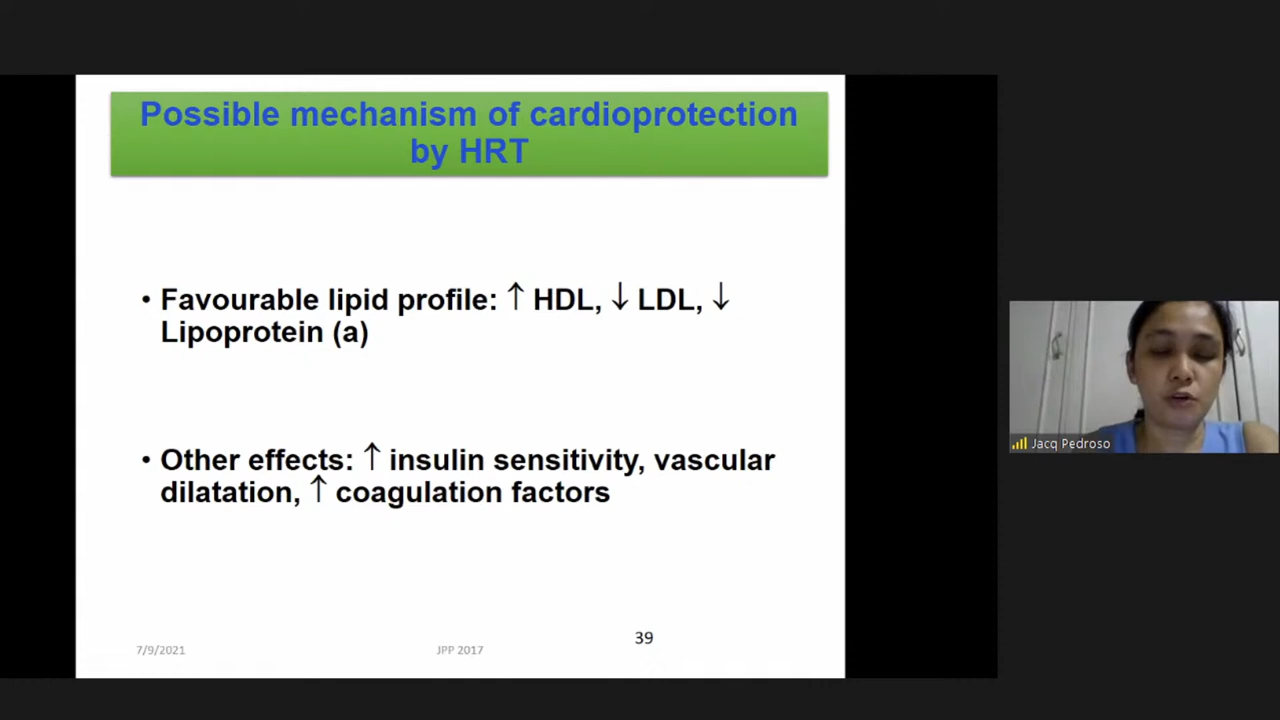 Possible mechanism of cardioprotection
by HRT
• Favourable lipid profile: ↑ HDL, ↓ LDL, ↓
Lipoprotein (a)
• Other effects: ↑ insulin sensitivity, vascular
dilatation, ↑ coagulation factors
39
7/9/2021
JPP 2017
Jacq Pedroso